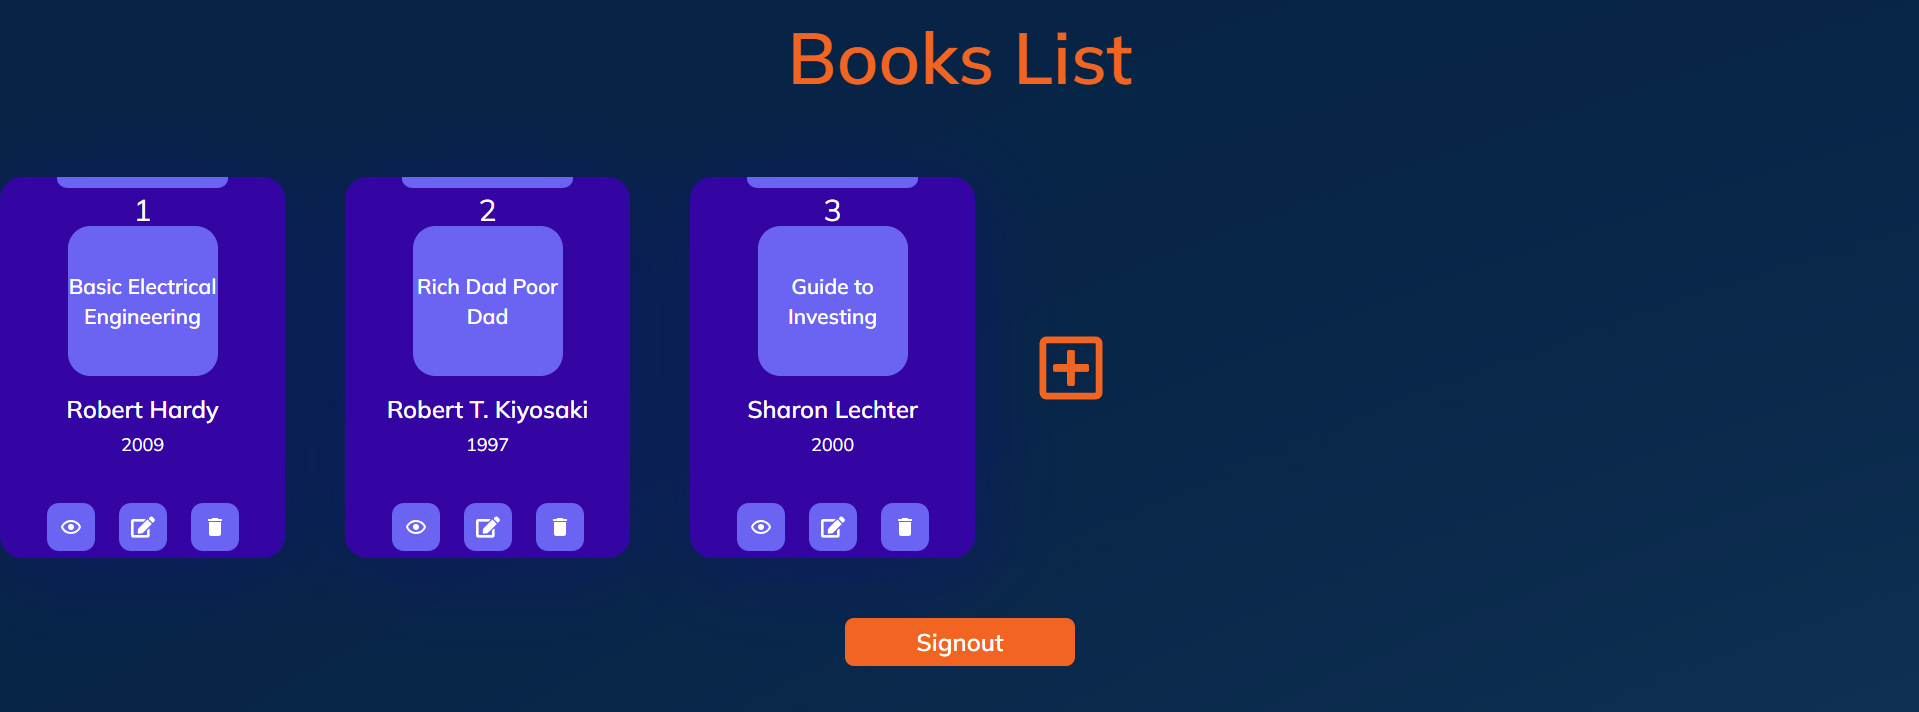 Books List
1
Basic Electrical
Engineering
Robert Hardy
2009
2
Rich Dad Poor
Dad
Robert T. Kiyosaki
1997
3
Guide to
Investing
Sharon Lechter
2000
Signout